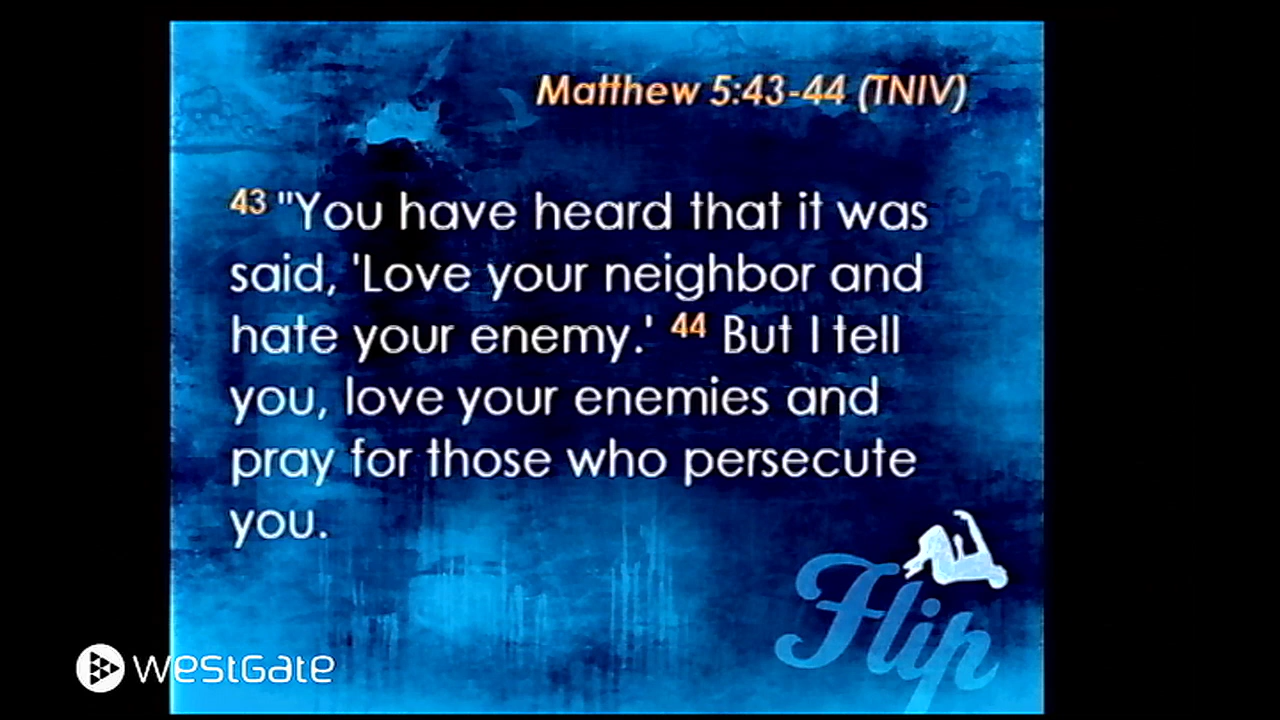 Matthew 5:43-44 (TNIV)
43 "You have heard that it was
said, 'Love your neighbor and
hate your enemy.' 44 But I tell
you, love your enemies and
pray for those who persecute
you.
Flip
WestGate